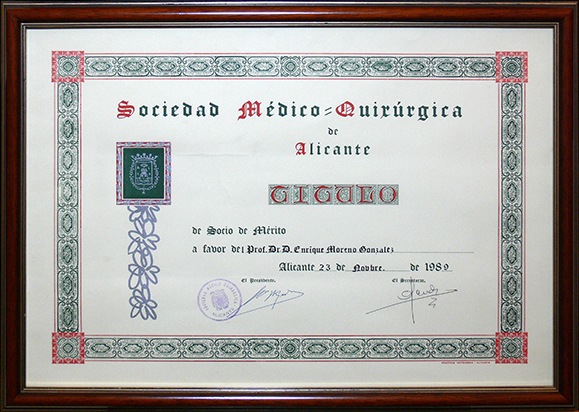 Sociedad Médico=Quirúrgica
de
Alicante
TITULO
de Socio de Mérito
a favor del Prof. Dr. D. Enrique Moreno González
Alicante 23 de Novbre. de 1989
El Presidente, El Secretario,